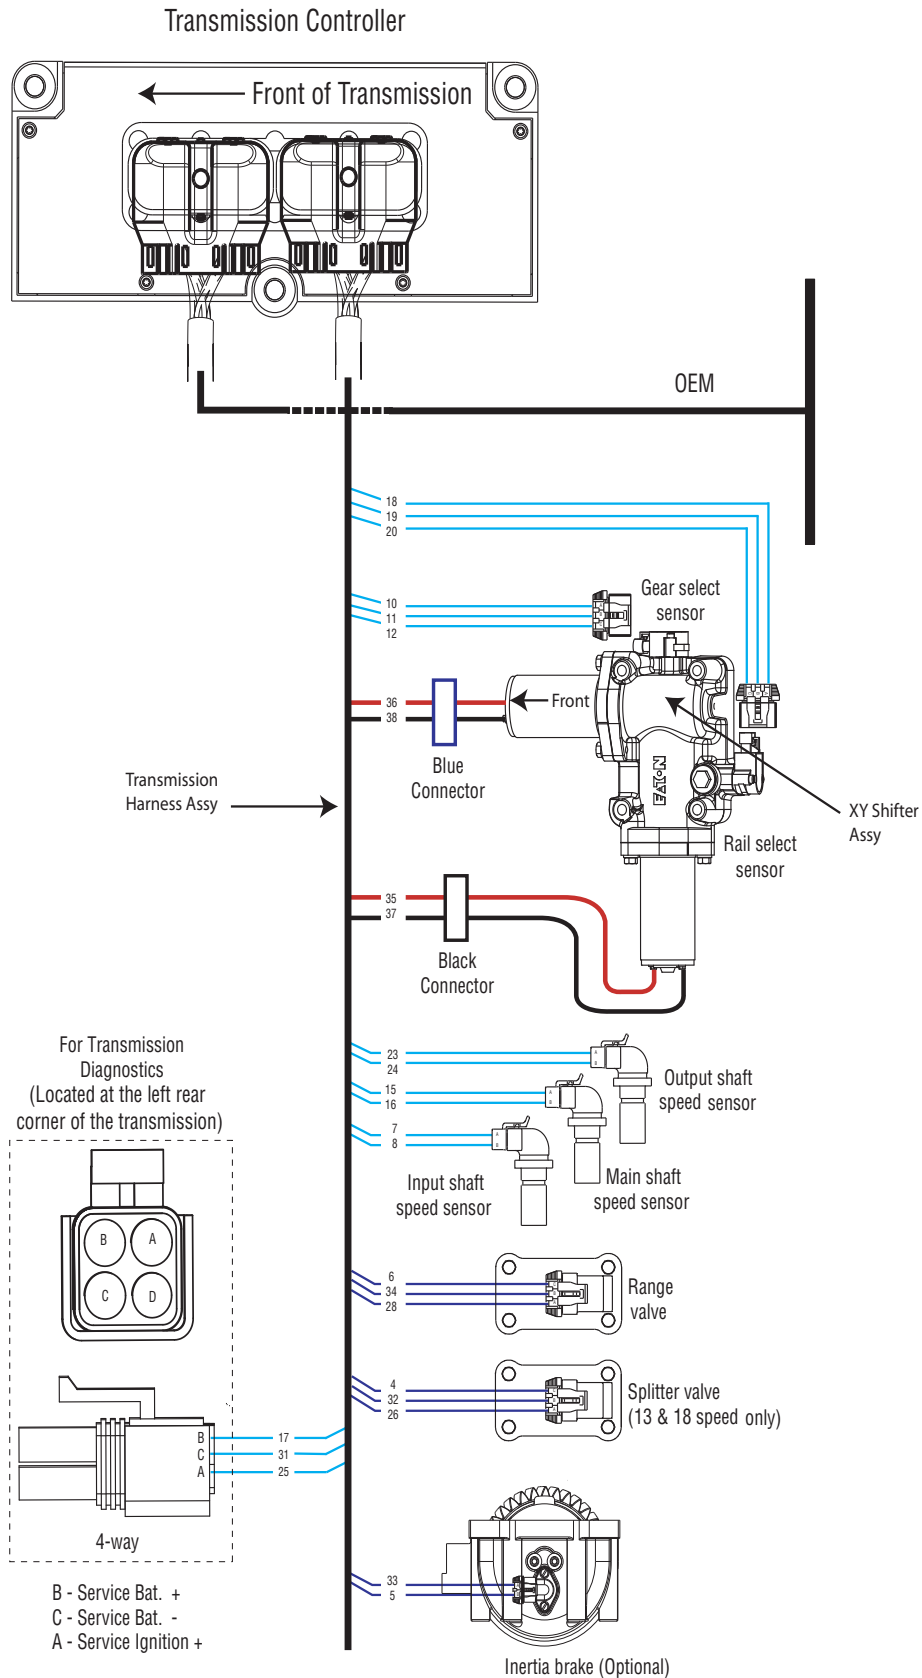 Transmission Controller
Front of Transmission
OEM
18
19
20
10
11
12
Gear select
sensor
36
38
Front
Blue
Connector
EATON
Transmission
Harness Assy
XY Shifter
Assy
Rail select
sensor
35
37
Black
Connector
For Transmission
Diagnostics
(Located at the left rear
corner of the transmission)
23
24
A
B
Output shaft
speed sensor
15
16
A
B
Main shaft
speed sensor
7
8
A
B
Input shaft
speed sensor
B
A
C
D
6
34
28
Range
valve
4
32
26
Splitter valve
(13 & 18 speed only)
B
C
A
17
31
25
4-way
B - Service Bat. +
C - Service Bat. -
A - Service Ignition +
33
5
Inertia brake (Optional)